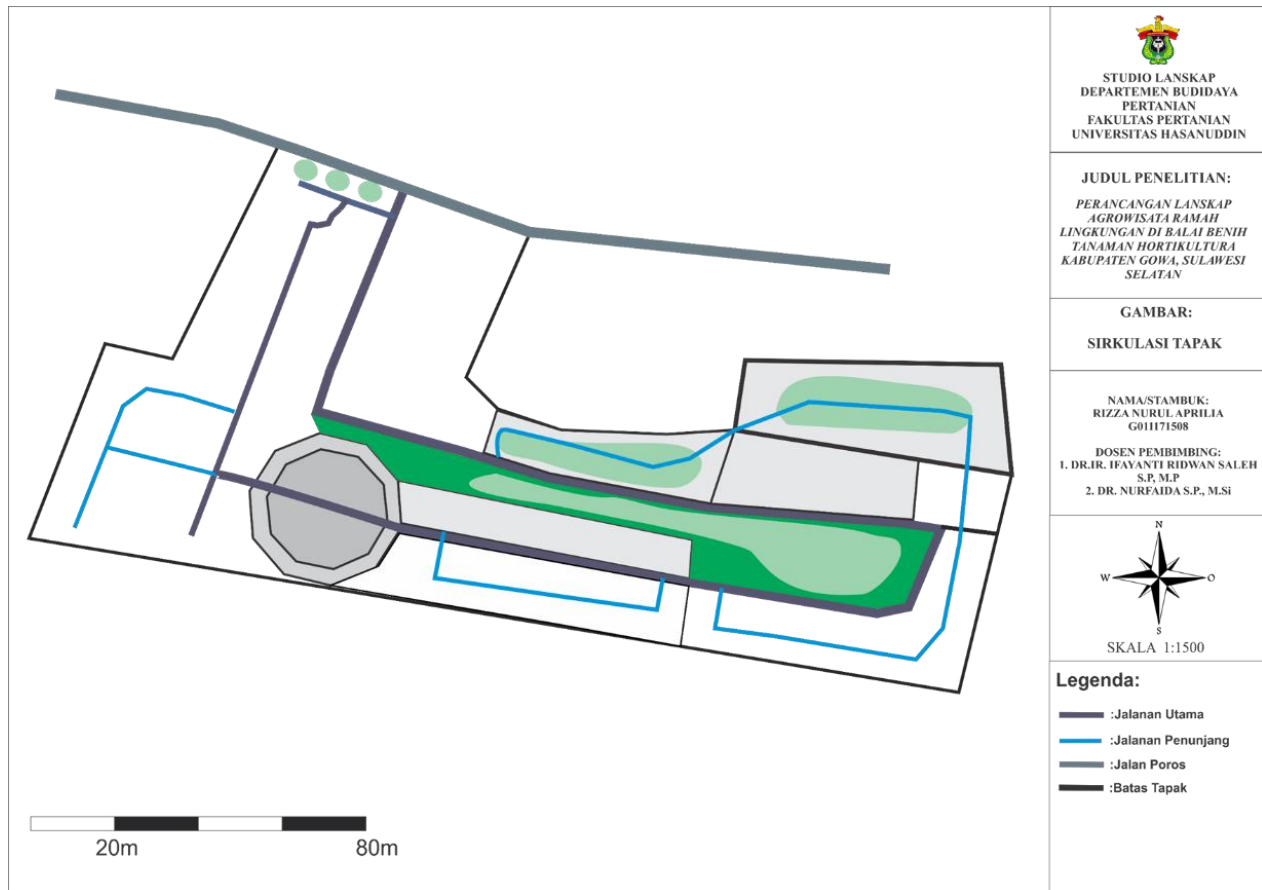 STUDIO LANSKAP
DEPARTEMEN BUDIDAYA
PERTANIAN
FAKULTAS PERTANIAN
UNIVERSITAS HASANUDDIN
JUDUL PENELITIAN:
PERANCANGAN LANSKAP
AGROWISATA RAMAH
LINGKUNGAN DI BALAI BENIH
TANAMAN HORTIKULTURA
KABUPATEN GOWA, SULAWESI
SELATAN
GAMBAR:
SIRKULASI TAPAK
NAMA/STAMBUK:
RIZZA NURUL APRILIA
G011171508
DOSEN PEMBIMBING:
1. DR.IR. IFAYANTI RIDWAN SALEH
S.P, M.P
2. DR. NURFAIDA S.P., M.Si
N
W
O
S
SKALA 1:1500
Legenda:
:Jalanan Utama
:Jalanan Penunjang
:Jalan Poros
:Batas Tapak
20m
80m